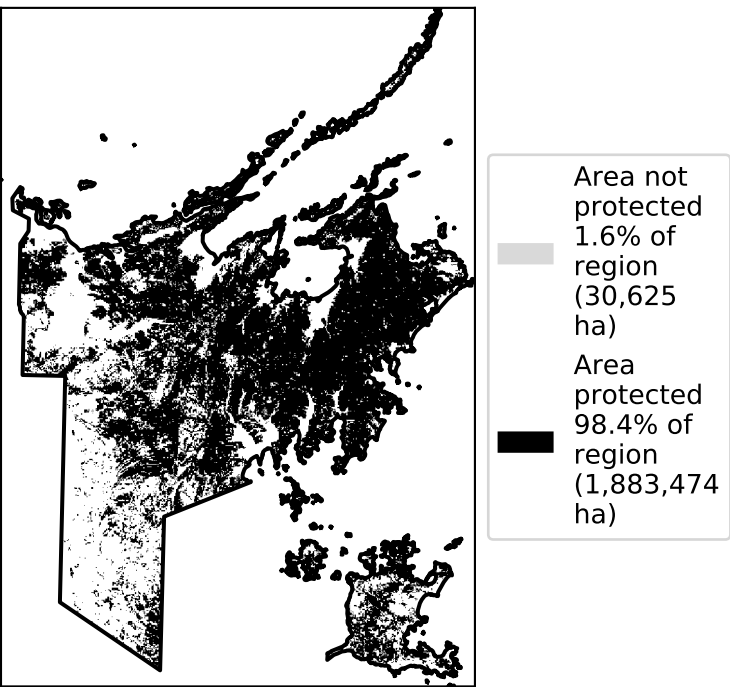 Area not
protected
1.6% of
region
(30,625
ha)
Area
protected
98.4% of
region
(1,883,474
ha)